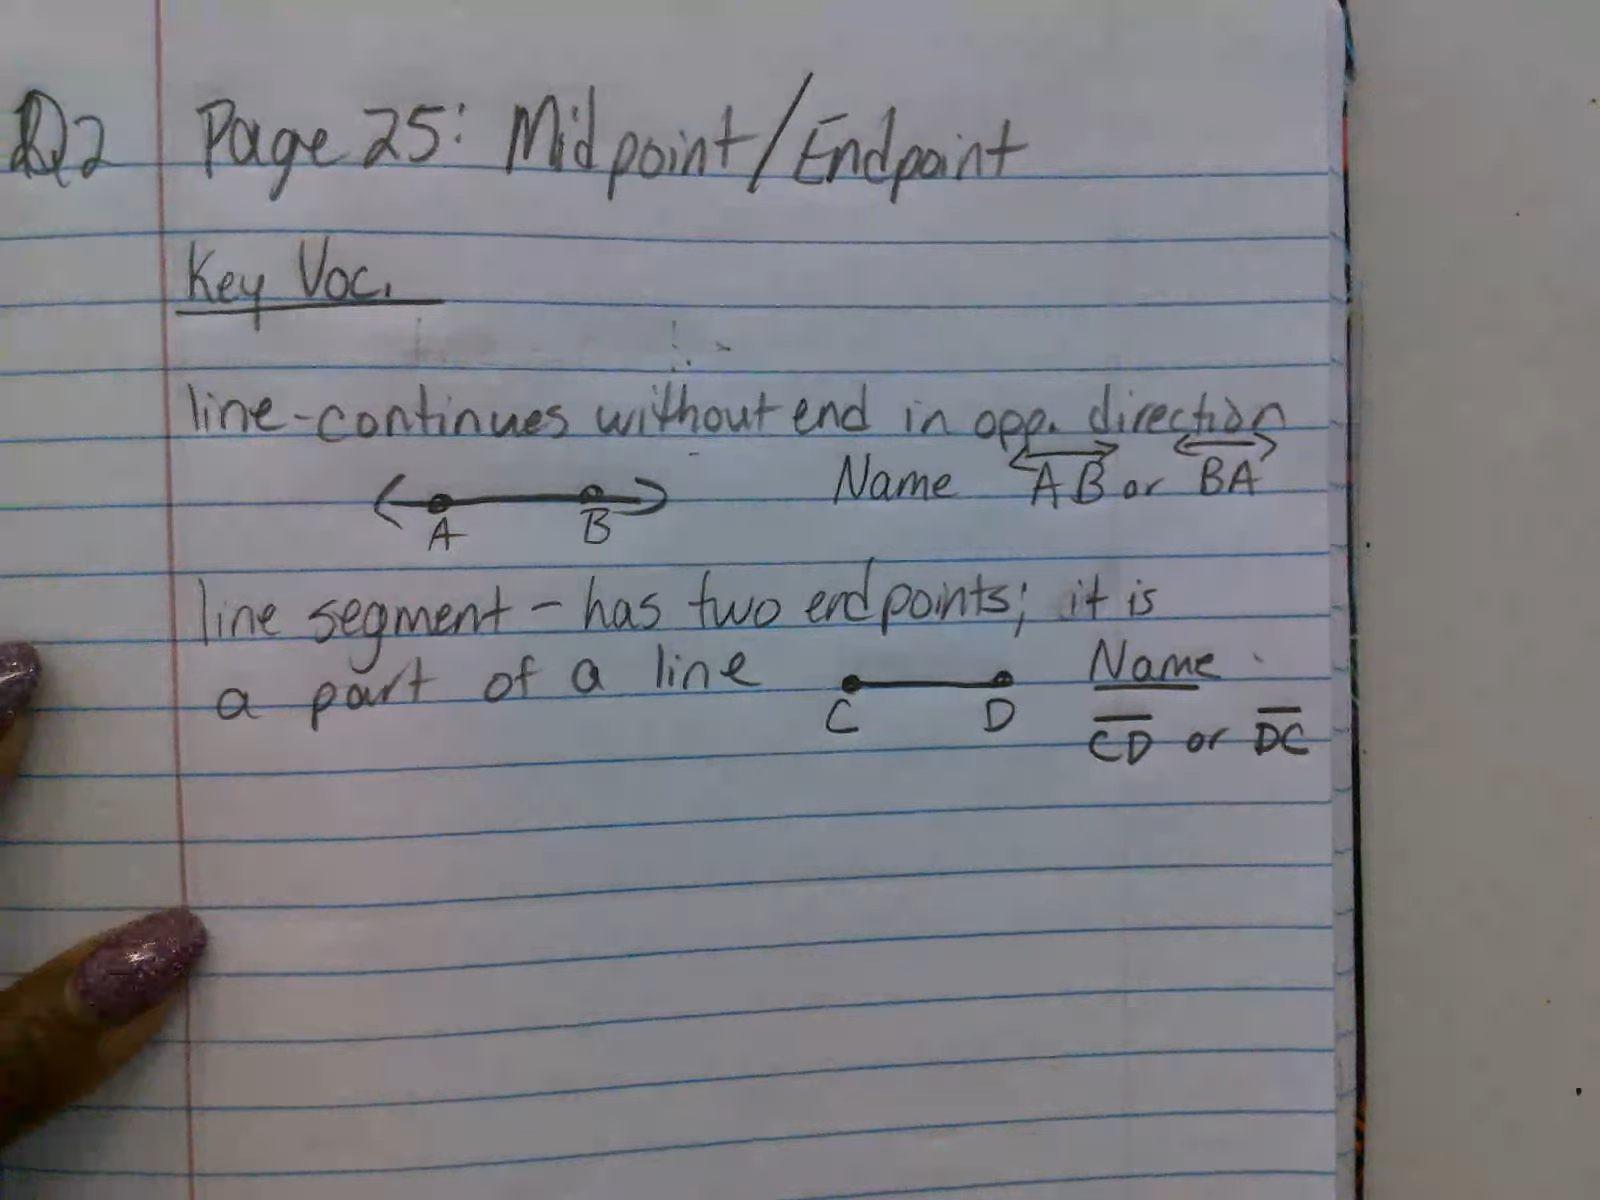 Q2 Page 25: Midpoint/Endpoint
Key Voc.
line-continues without end in opp. direction
A B Name AB or BA
line segment - has two endpoints; it is
a part of a line C D Name
CD or DC